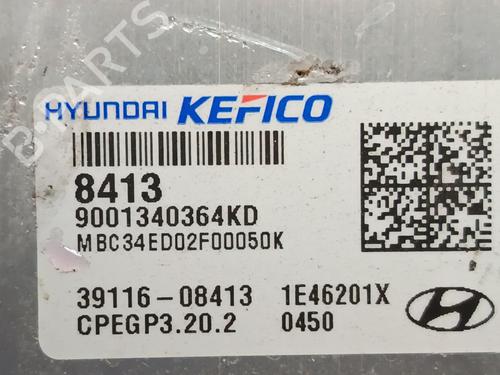 B-PARTS
HYUNDAI KEFICO
8413
9001340364KD
MBC34ED02F00050K
39116-08413 1E46201X
CPEGP3.20.2 0450